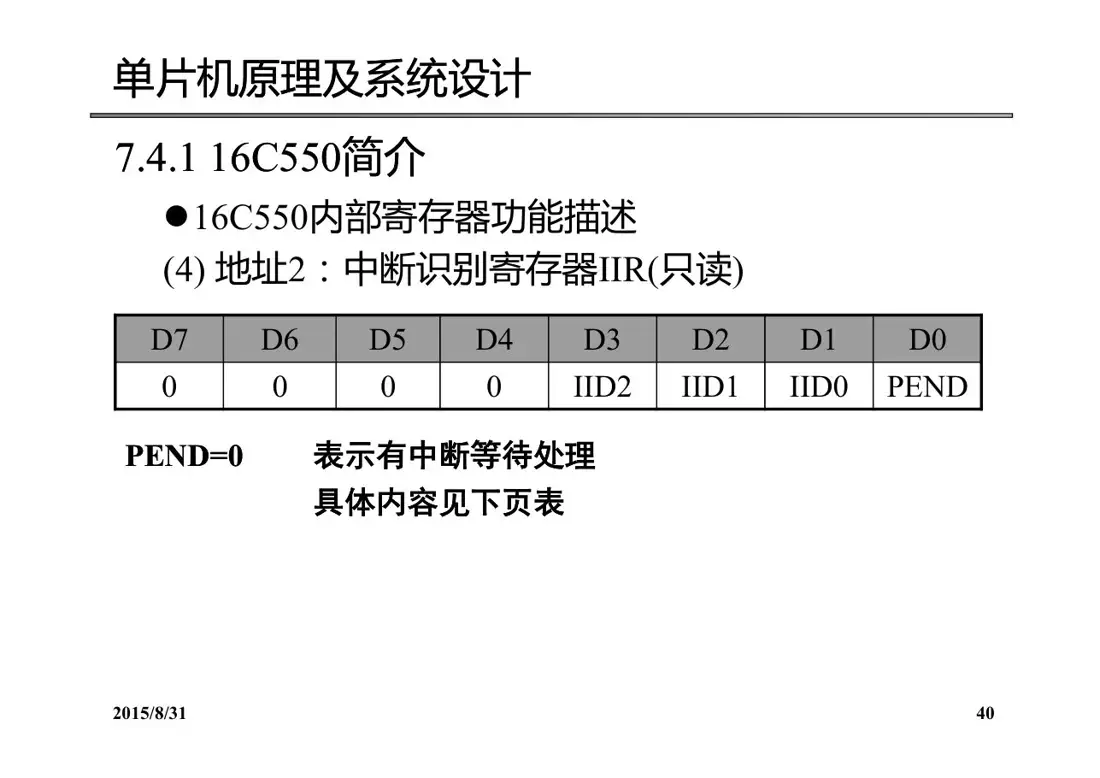 单片机原理及系统设计
7.4.1 16C550简介
●16C550内部寄存器功能描述
(4) 地址2：中断识别寄存器IIR(只读)
D7 D6 D5 D4 D3 D2 D1 D0
0 0 0 0 IID2 IID1 IID0 PEND
PEND=0 表示有中断等待处理
具体内容见下页表
2015/8/31 40